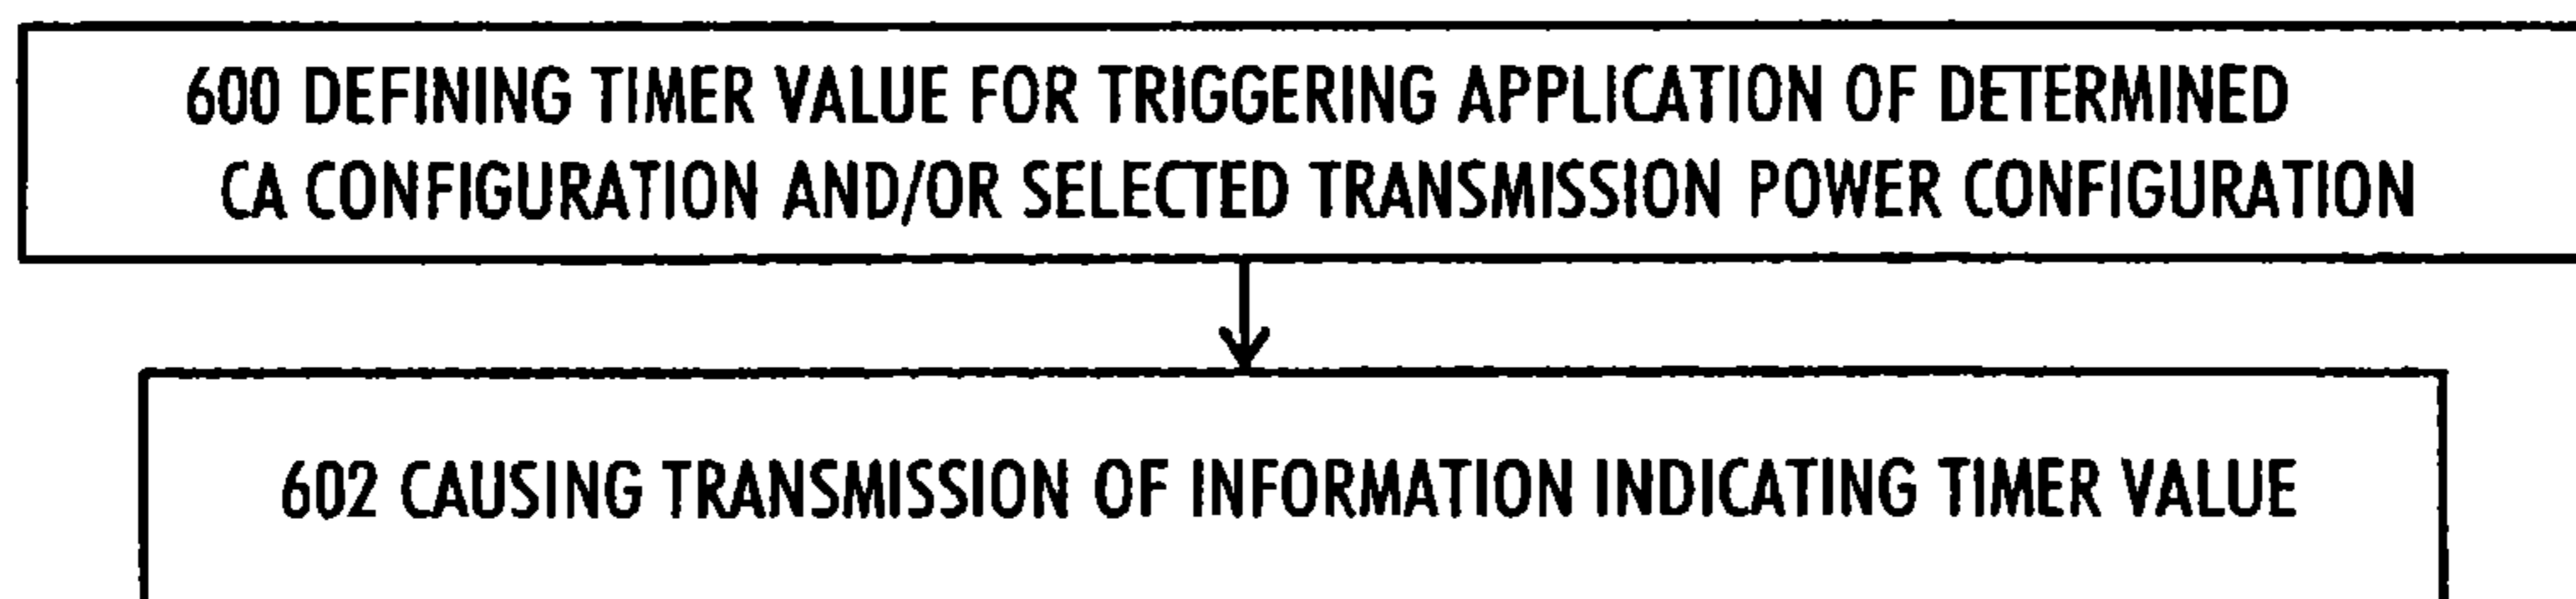 600 DEFINING TIMER VALUE FOR TRIGGERING APPLICATION OF DETERMINED
CA CONFIGURATION AND/OR SELECTED TRANSMISSION POWER CONFIGURATION
602 CAUSING TRANSMISSION OF INFORMATION INDICATING TIMER VALUE